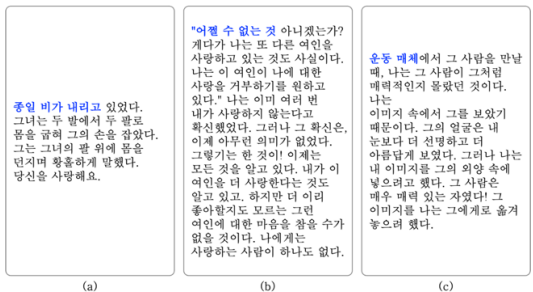 종일 비가 내리고 있었다.
그녀는 두 발에서 두 팔로
몸을 굽혀 그의 손을 잡았다.
그는 그녀의 팔 위에 몸을
던지며 황홀하게 말했다.
당신을 사랑해요.
(a)
"어쩔 수 없는 것 아니겠는가?
게다가 나는 또 다른 여인을
사랑하고 있는 것도 사실이다.
나는 이 여인이 나에 대한
사랑을 거부하기를 원하고
있다." 나는 이미 여러 번
내가 사랑하지 않는다고
확신했었다. 그러나 그 확신은,
이제 아무런 의미가 없었다.
그렇기는 한 것이! 이제는
모든 것을 알고 있다. 내가 이
여인을 더 사랑한다는 것도
알고 있고, 하지만 더 이리
좋아할지도 모르는 그런
여인에 대한 마음을 참을 수가
없을 것이다. 나에게는
사랑하는 사람이 하나도 없다.
(b)
운동 매체에서 그 사람을 만날
때, 나는 그 사람이 그처럼
매력적인지 몰랐던 것이다.
나는
이미지 속에서 그를 보았기
때문이다. 그의 얼굴은 내
눈보다 더 선명하고 더
아름답게 보였다. 그러나 나는
내 이미지를 그의 외양 속에
넣으려고 했다. 그 사람은
매우 매력 있는 자였다! 그
이미지를 나는 그에게로 옮겨
놓으려 했다.
(c)